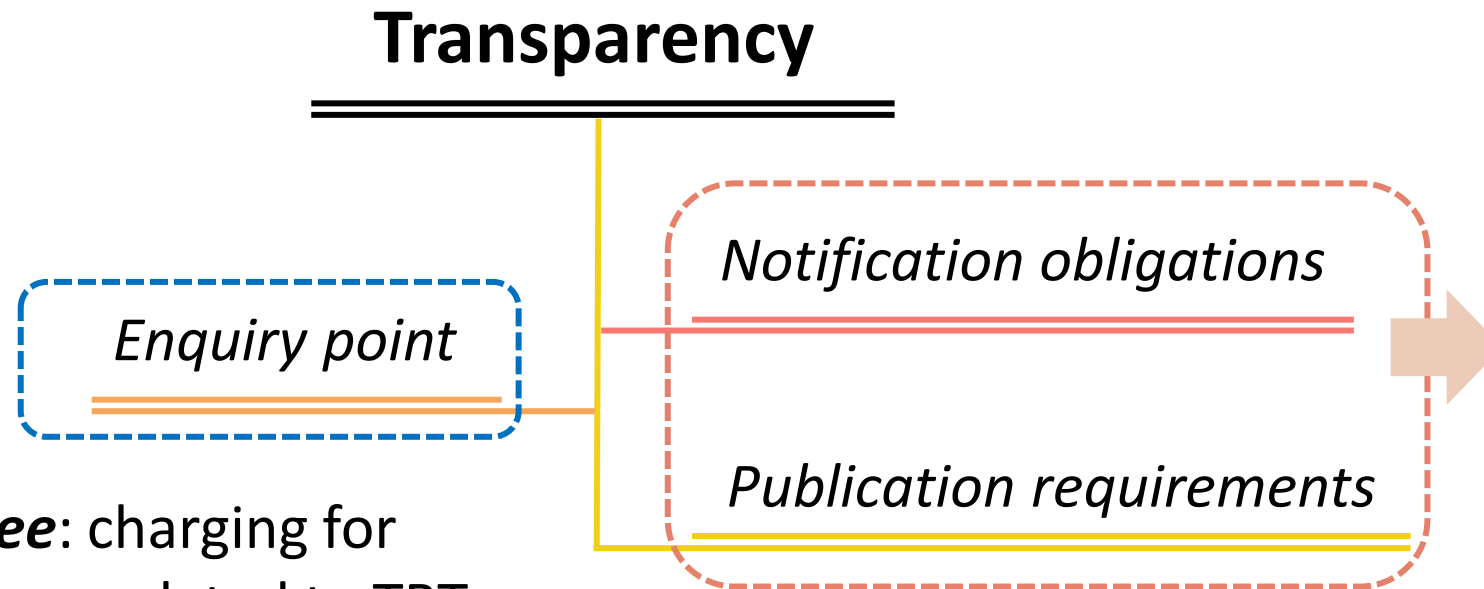 Transparency
Notification obligations
Enquiry point
Publication requirements
ee: charging for